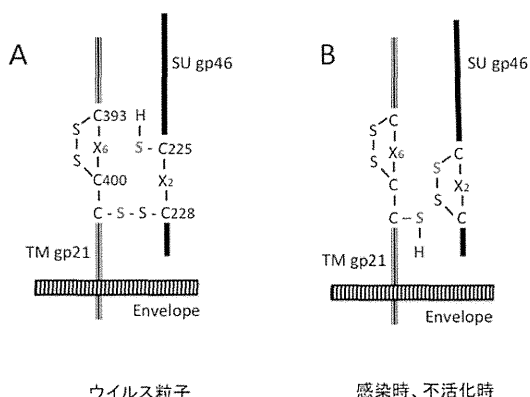 A
SU gp46
C393
H
S
S
X6
S - C225
C400
X2
C - S - S - C228
TM gp21
Envelope
ウイルス粒子
B
SU gp46
C
S
S
X6
C
S
C
S
X2
C - S
C
H
TM gp21
Envelope
感染時、不活化時